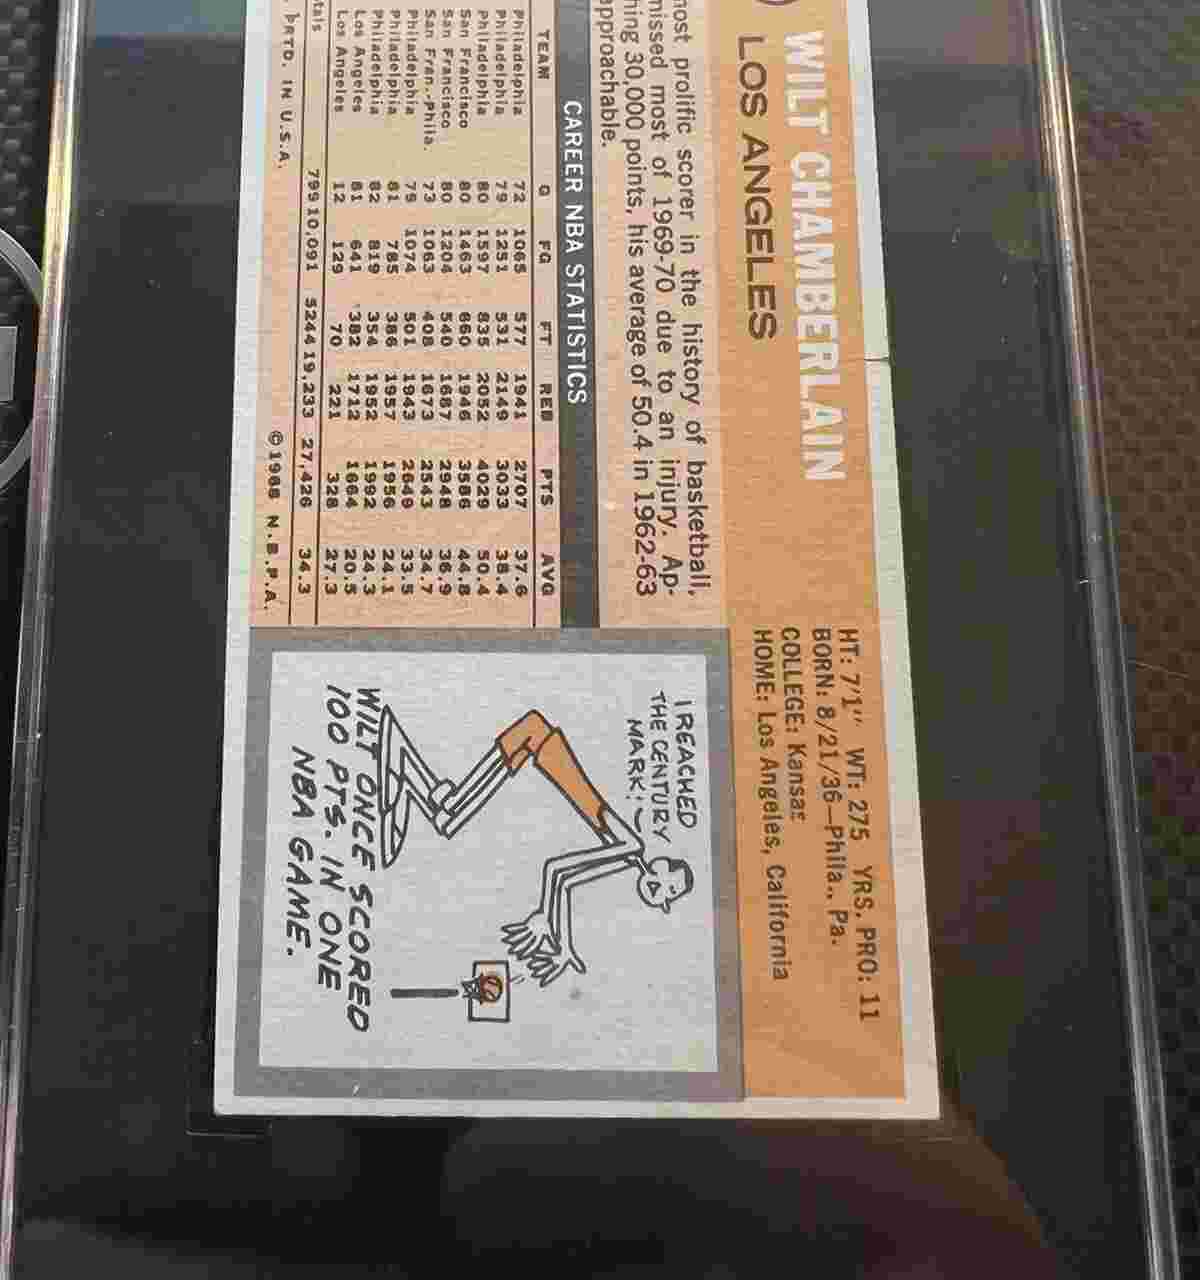 WILT CHAMBERLAIN
LOS ANGELES
HT: 7'1" WT: 275 YRS. PRO: 11
BORN: 8/21/36—Phila., Pa.
COLLEGE: Kansas
HOME: Los Angeles, California
most prolific scorer in the history of basketball,
missed most of 1969-70 due to an injury. Ap-
hing 30,000 points, his average of 50.4 in 1962-63
approachable.
CAREER NBA STATISTICS
TEAM G FG FT REB PTS AVG
Philadelphia 72 1065 577 1941 2707 37.6
Philadelphia 79 1251 531 2149 3033 38.4
Philadelphia 80 1597 835 2052 4029 50.4
San Francisco 80 1463 660 1946 3586 44.8
San Francisco 80 1204 540 1687 2948 36.9
San Fran.-Phila. 73 1063 408 1673 2543 34.7
Philadelphia 79 1074 501 1943 2649 33.5
Philadelphia 81 785 386 1957 1956 24.1
Philadelphia 82 819 354 1952 1992 24.3
Los Angeles 81 641 382 1712 1664 20.5
Los Angeles 12 129 70 221 328 27.3
tals 799 10,091 5244 19,233 27,426 34.3
PRTD. IN U.S.A. ©1968 N.B.P.A.
I REACHED
THE CENTURY
MARK!
WILT ONCE SCORED
100 PTS. IN ONE
NBA GAME.